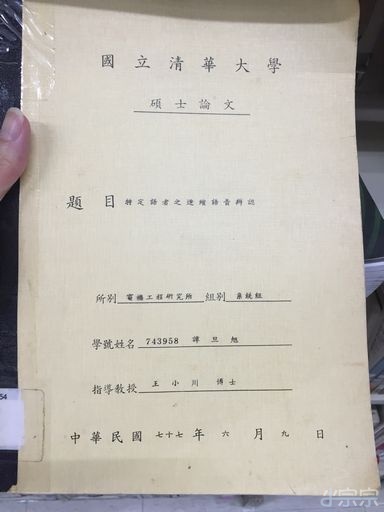 國立清華大學
碩士論文
題目 特定語者之連續語音辨認
所別 電機工程研究所 組別 系統組
學號姓名 743958 譚旦旭
指導教授 王小川 博士
中華民國 七十七 年 六 月 九 日
54